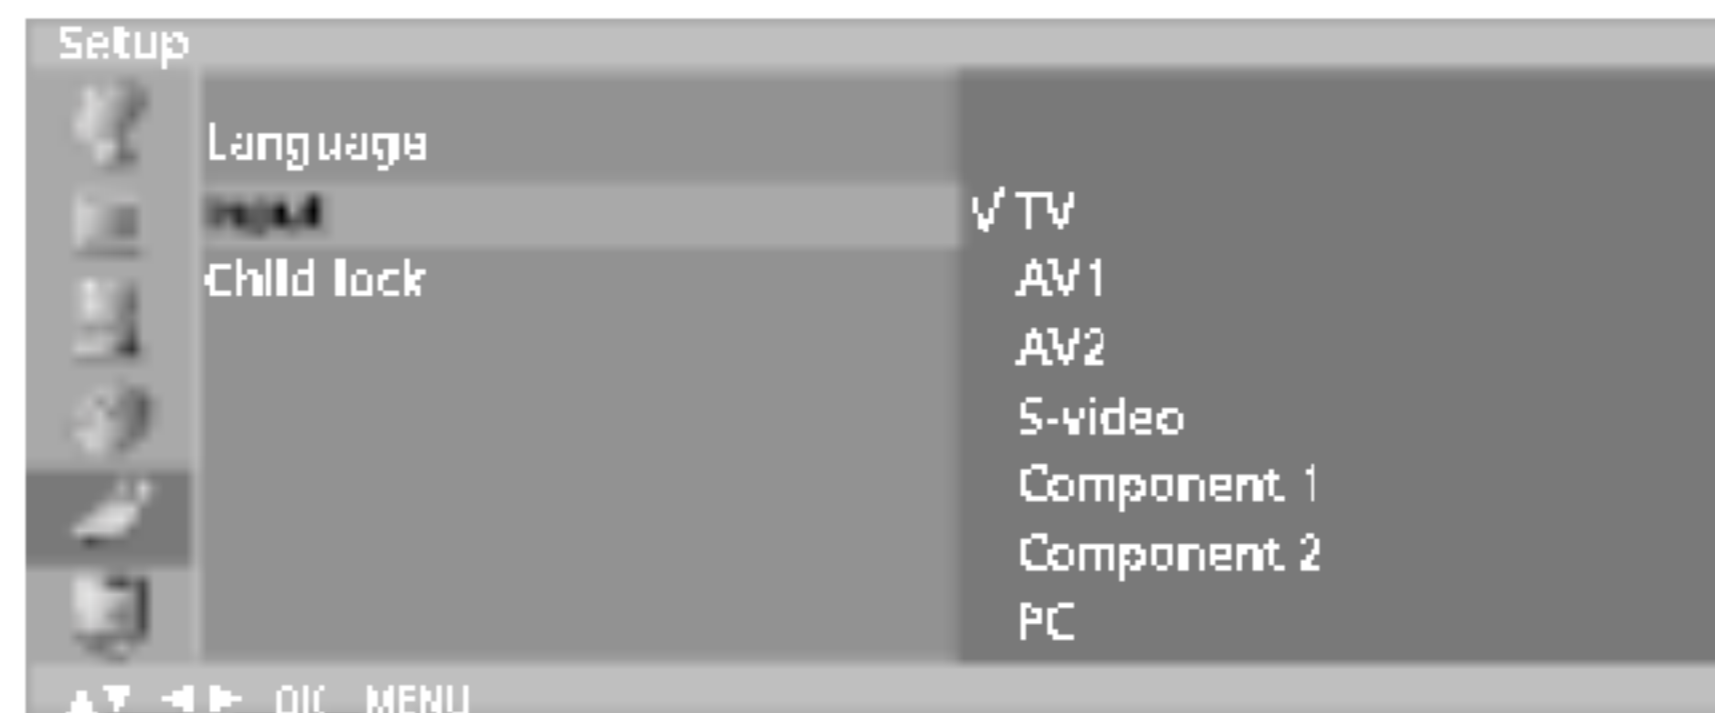 Setup
Language
Input
TV
Child lock
AV1
AV2
S-video
Component 1
Component 2
PC
OK MENU